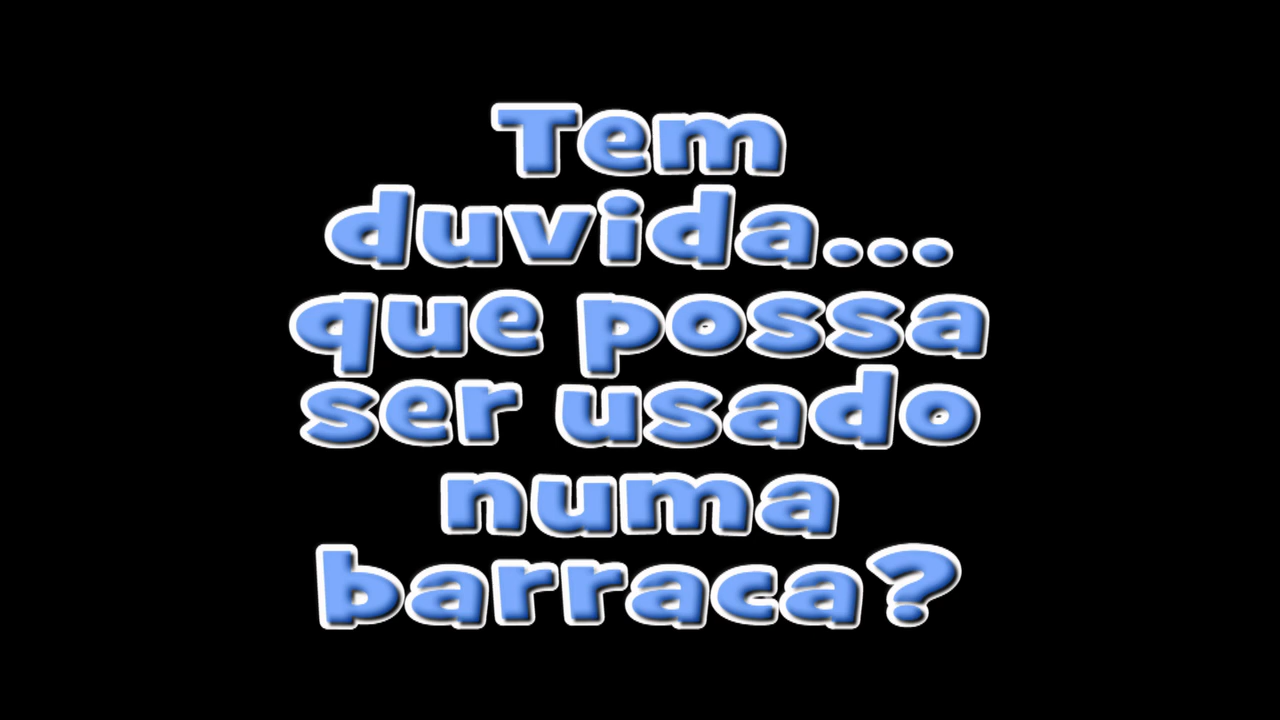 Tem
duvida...
que possa
ser usado
numa
barraca?